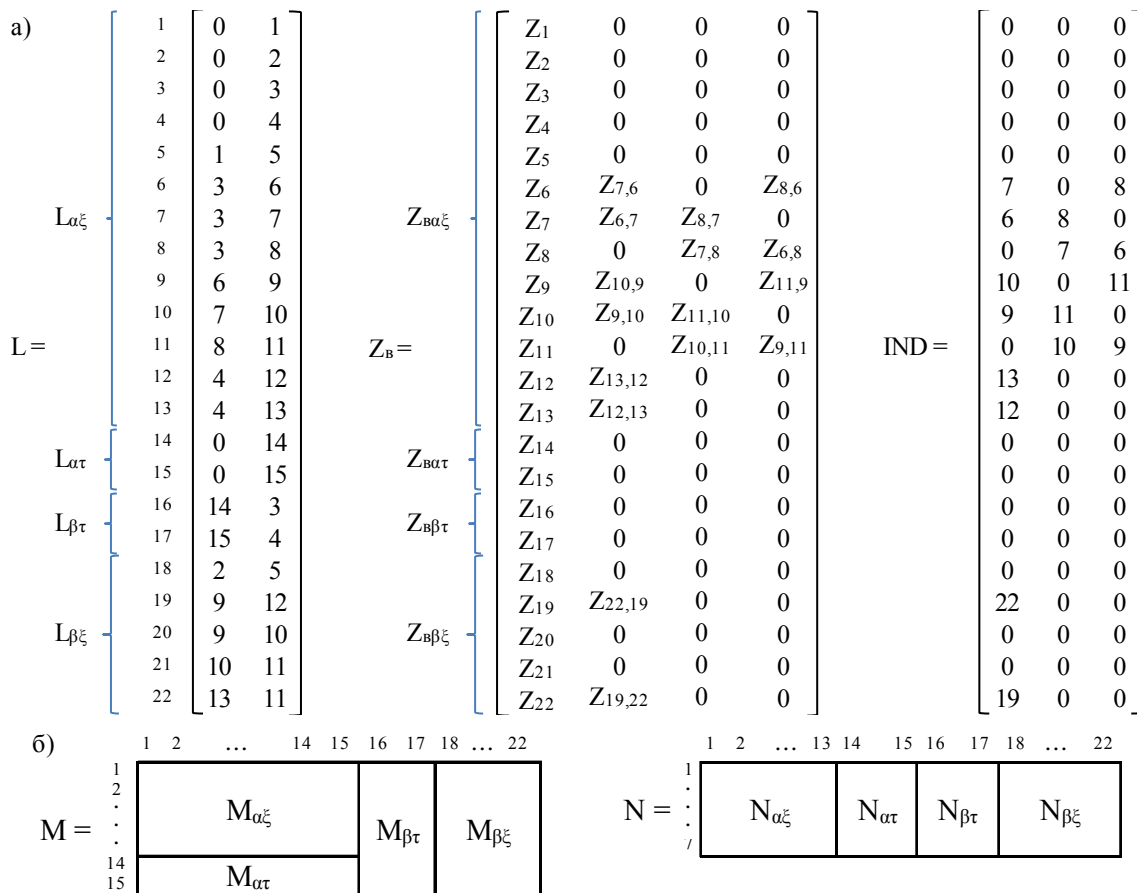 а)
1 0 1 Z1 0 0 0 0 0 0
2 0 2 Z2 0 0 0 0 0 0
3 0 3 Z3 0 0 0 0 0 0
4 0 4 Z4 0 0 0 0 0 0
5 1 5 Z5 0 0 0 0 0 0
6 3 6 Z6 Z7,6 0 Z8,6 7 0 8
Lαξ 7 3 7 Zвαξ Z7 Z6,7 Z8,7 0 6 8 0
8 3 8 Z8 0 Z7,8 Z6,8 0 7 6
9 6 9 Z9 Z10,9 0 Z11,9 10 0 11
10 7 10 Z10 Z9,10 Z11,10 0 9 11 0
L = 11 8 11 Zв = Z11 0 Z10,11 Z9,11 IND = 0 10 9
12 4 12 Z12 Z13,12 0 0 13 0 0
13 4 13 Z13 Z12,13 0 0 12 0 0
Lατ 14 0 14 Zвατ Z14 0 0 0 0 0 0
15 0 15 Z15 0 0 0 0 0 0
Lβτ 16 14 3 Zвβτ Z16 0 0 0 0 0 0
17 15 4 Z17 0 0 0 0 0 0
18 2 5 Z18 0 0 0 0 0 0
19 9 12 Z19 Z22,19 0 0 22 0 0
Lβξ 20 9 10 Zвβξ Z20 0 0 0 0 0 0
21 10 11 Z21 0 0 0 0 0 0
22 13 11 Z22 Z19,22 0 0 19 0 0
б)
1 2 … 14 15 16 17 18 … 22
1
2
.
.
.
.
14
15
M =
Mαξ
Mατ
Mβτ
Mβξ
1 2 … 13 14 15 16 17 18 … 22
1
.
.
.
.
7
N =
Nαξ Nατ Nβτ Nβξ